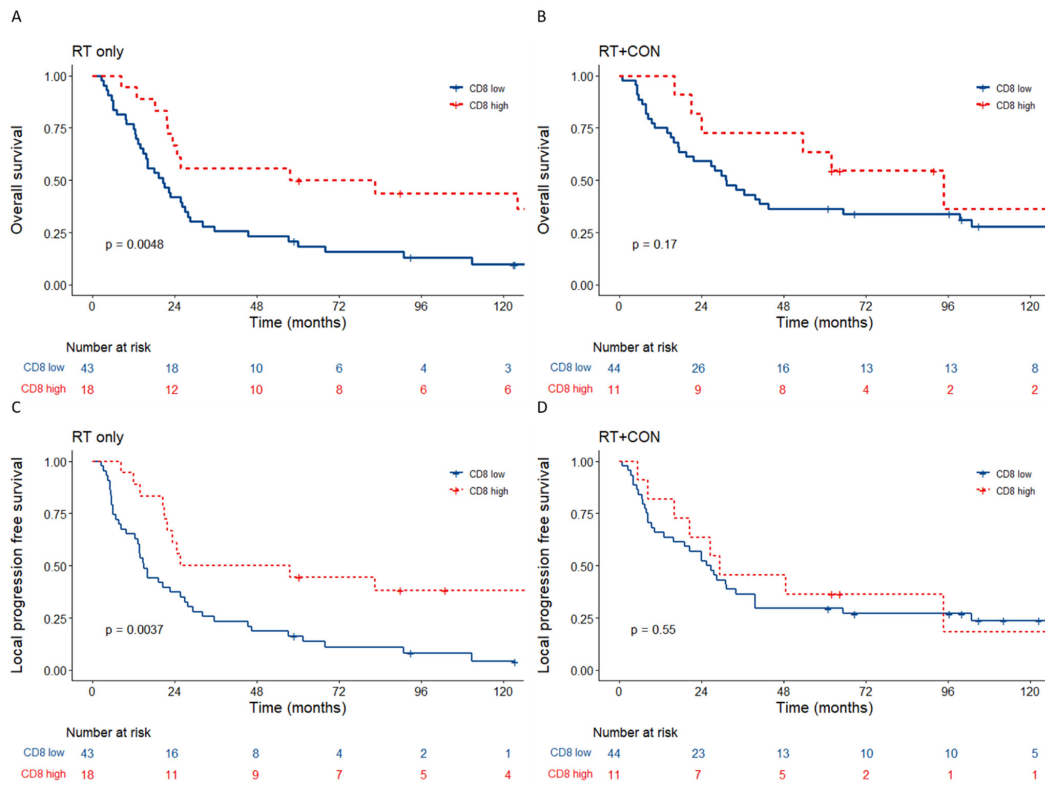 A
RT only
CD8 low
CD8 high
Overall survival
1.00
0.75
0.50
0.25
0.00
p = 0.0048
0 24 48 72 96 120
Time (months)
Number at risk
CD8 low 43 18 10 6 4 3
CD8 high 18 12 10 8 6 6
B
RT+CON
CD8 low
CD8 high
Overall survival
1.00
0.75
0.50
0.25
0.00
p = 0.17
0 24 48 72 96 120
Time (months)
Number at risk
CD8 low 44 26 16 13 13 8
CD8 high 11 9 8 4 2 2
C
RT only
CD8 low
CD8 high
Local progression free survival
1.00
0.75
0.50
0.25
0.00
p = 0.0037
0 24 48 72 96 120
Time (months)
Number at risk
CD8 low 43 16 8 4 2 1
CD8 high 18 11 9 7 5 4
D
RT+CON
CD8 low
CD8 high
Local progression free survival
1.00
0.75
0.50
0.25
0.00
p = 0.55
0 24 48 72 96 120
Time (months)
Number at risk
CD8 low 44 23 13 10 10 5
CD8 high 11 7 5 2 1 1